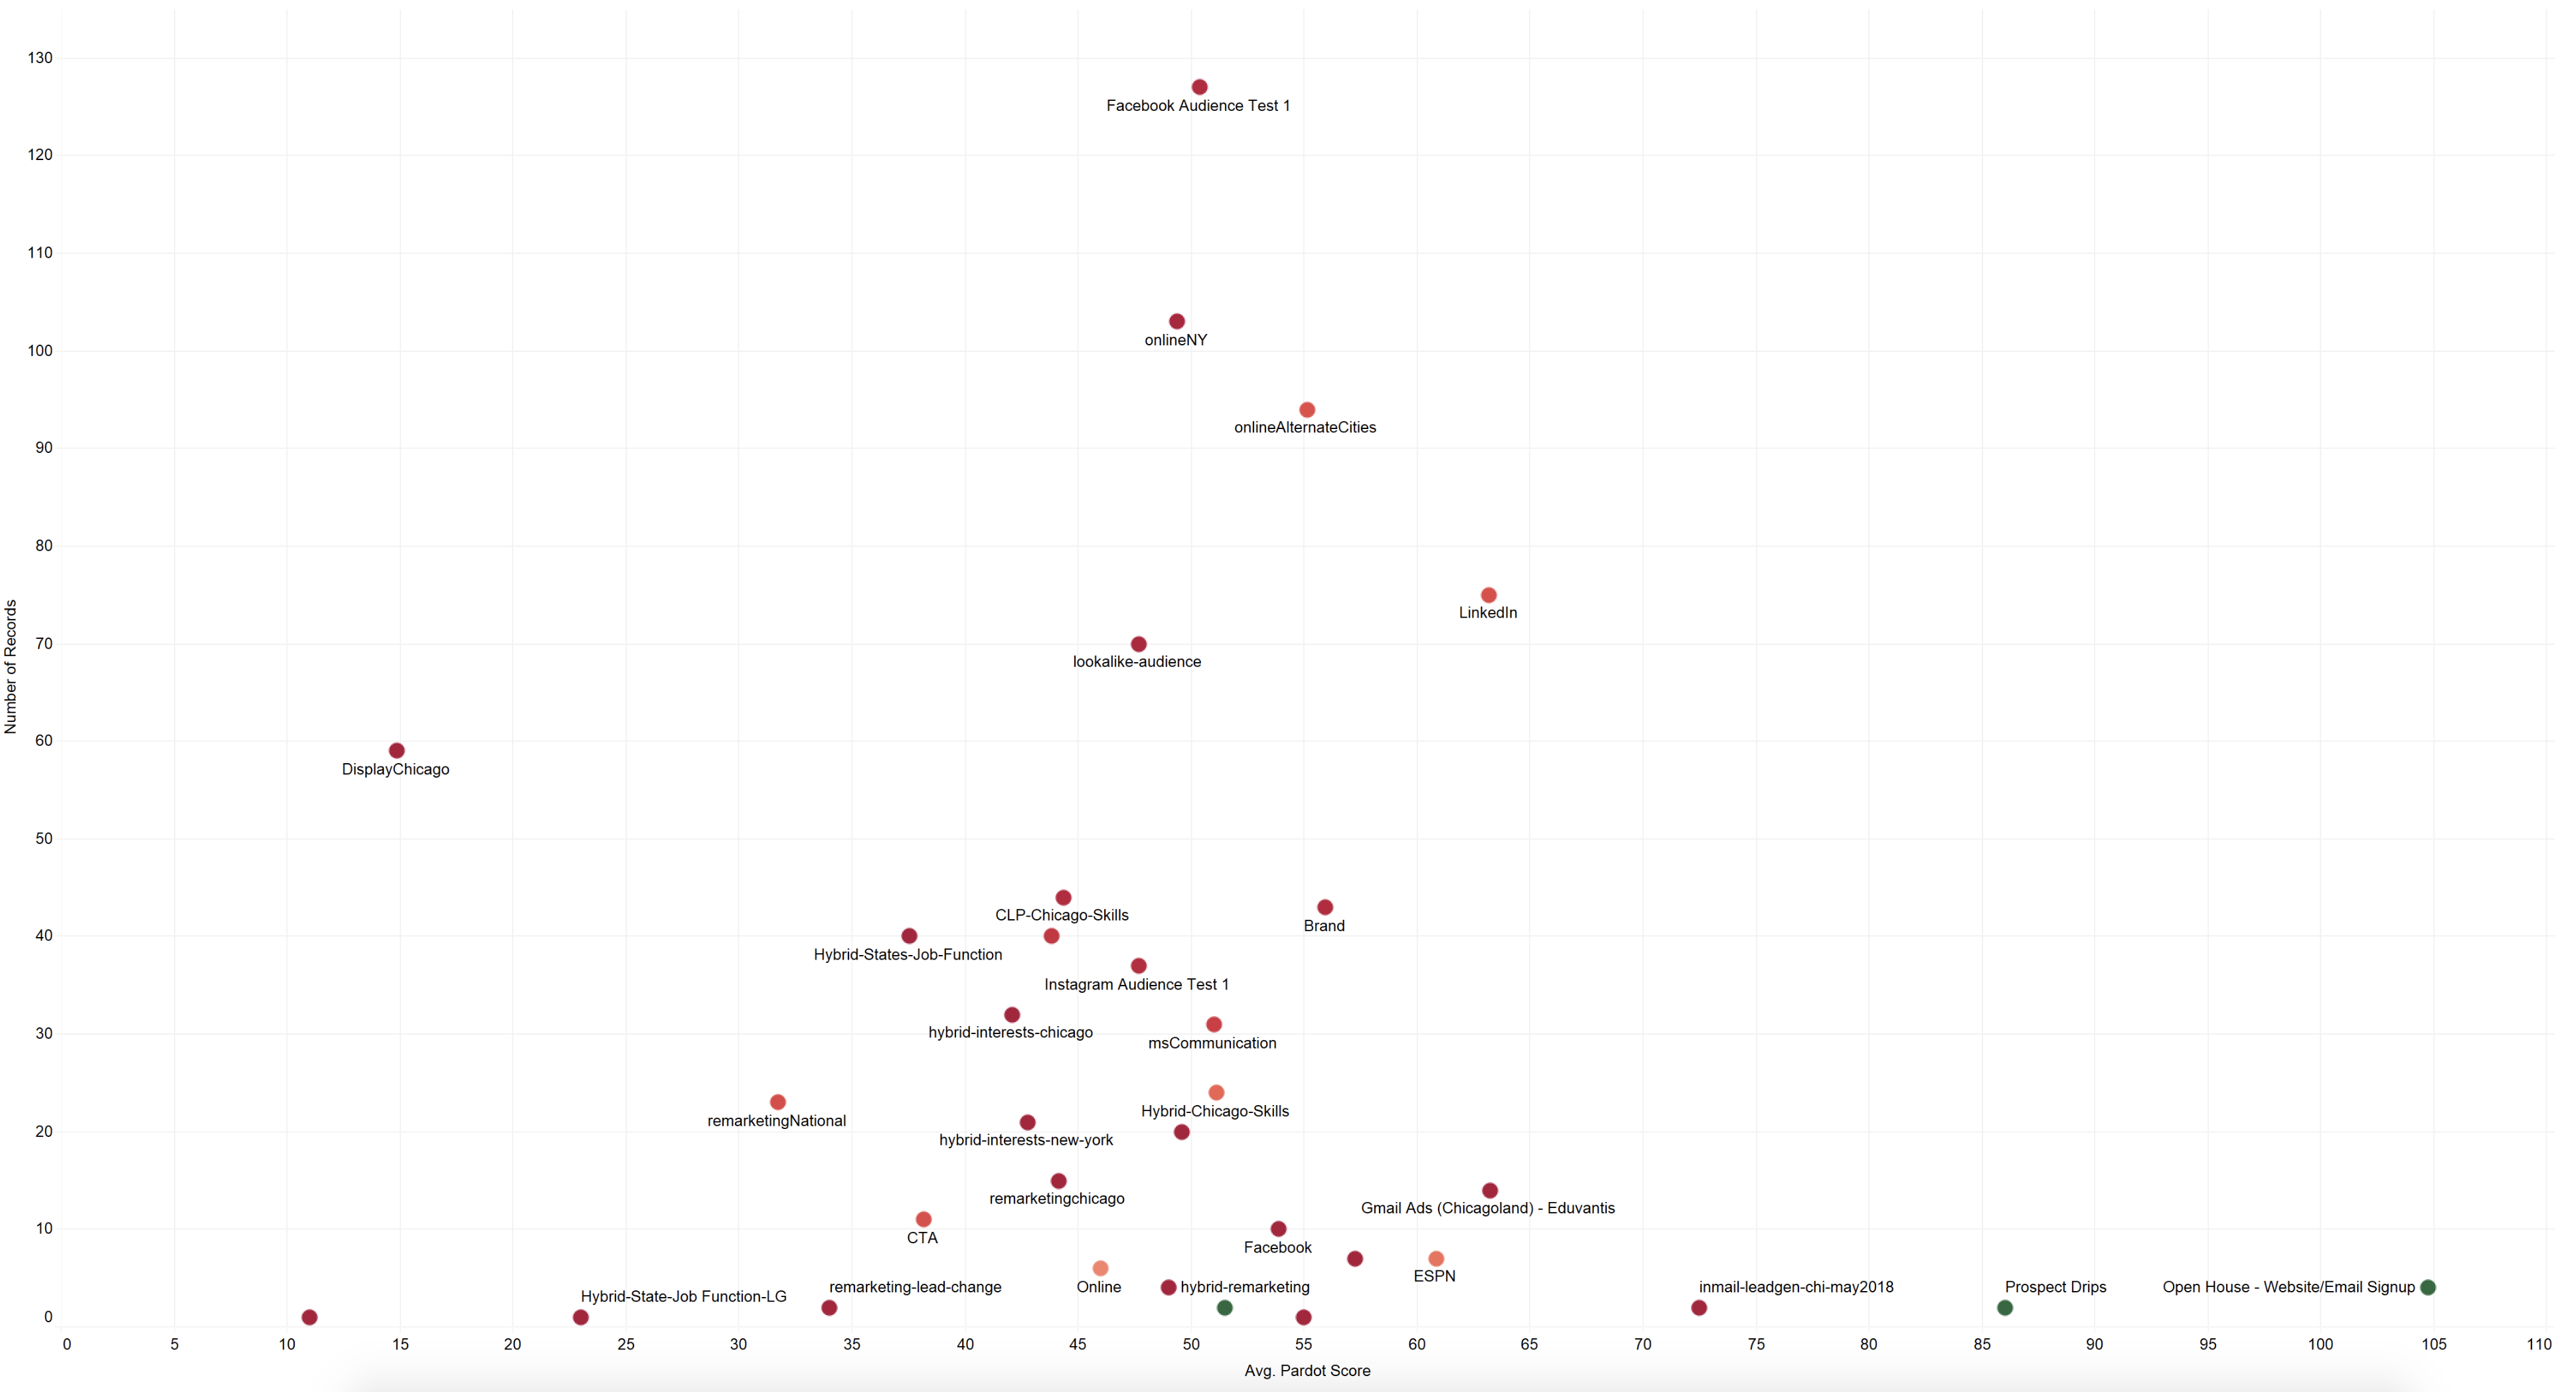 130
Facebook Audience Test 1
120
110
onlineNY
100
onlineAlternateCities
90
80
LinkedIn
70
lookalike-audience
Number of Records
60
DisplayChicago
50
CLP-Chicago-Skills
Brand
40
Hybrid-States-Job-Function
Instagram Audience Test 1
hybrid-interests-chicago
30
msCommunication
Hybrid-Chicago-Skills
remarketingNational
20
hybrid-interests-new-york
remarketingchicago
Gmail Ads (Chicagoland) - Eduvantis
10
CTA
Facebook
ESPN
Hybrid-State-Job Function-LG
remarketing-lead-change
Online
hybrid-remarketing
inmail-leadgen-chi-may2018
Prospect Drips
Open House - Website/Email Signup
0
0 5 10 15 20 25 30 35 40 45 50 55 60 65 70 75 80 85 90 95 100 105 110
Avg. Pardot Score